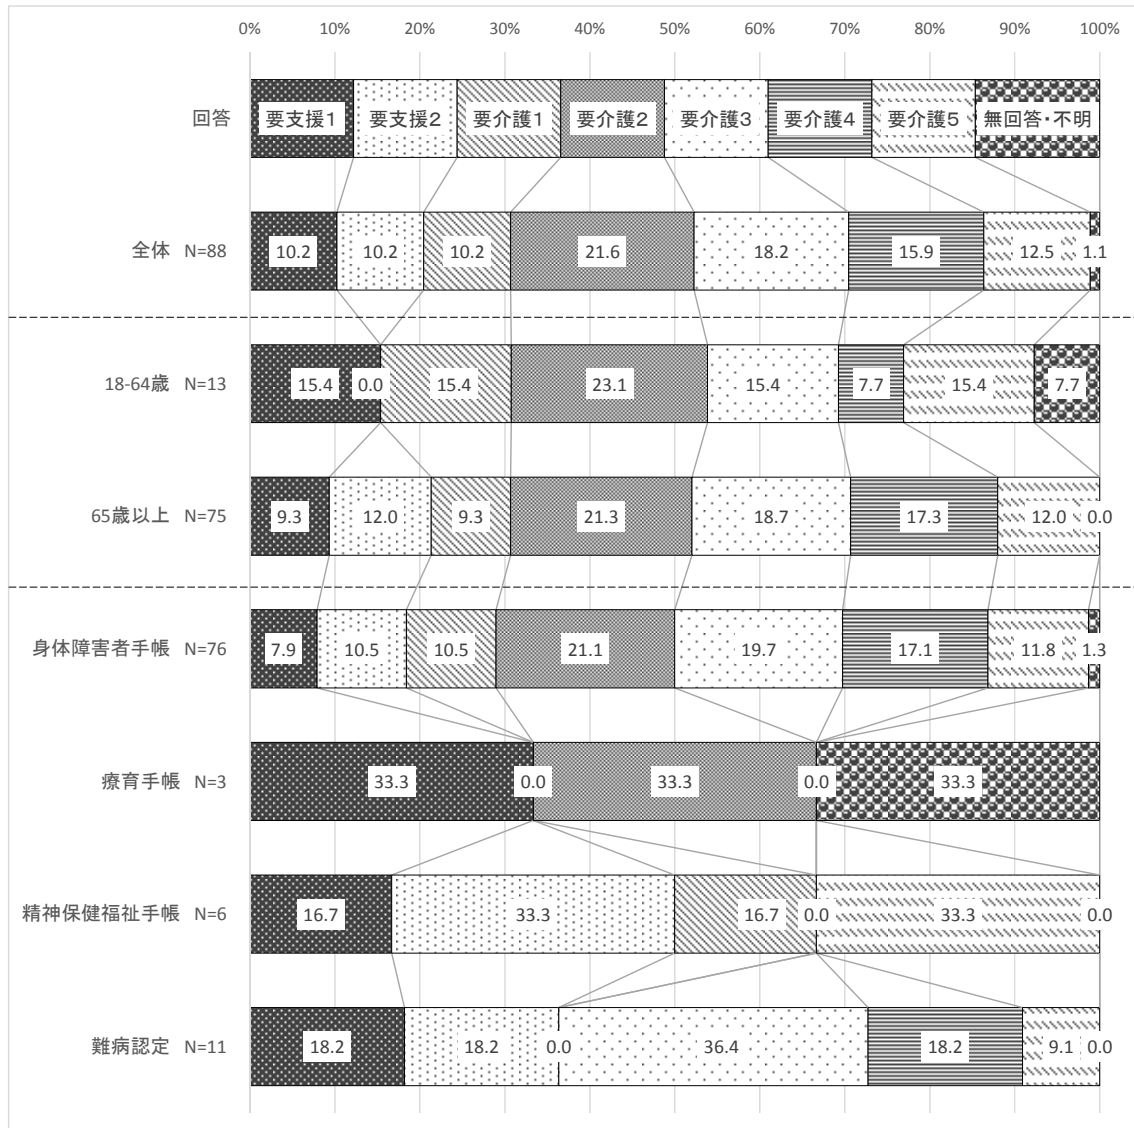 0% 10% 20% 30% 40% 50% 60% 70% 80% 90% 100%
回答 要支援1 要支援2 要介護1 要介護2 要介護3 要介護4 要介護5 無回答・不明
全体 N=88 10.2 10.2 10.2 21.6 18.2 15.9 12.5 1.1
18-64歳 N=13 15.4 0.0 15.4 23.1 15.4 7.7 15.4 7.7
65歳以上 N=75 9.3 12.0 9.3 21.3 18.7 17.3 12.0 0.0
身体障害者手帳 N=76 7.9 10.5 10.5 21.1 19.7 17.1 11.8 1.3
療育手帳 N=3 33.3 0.0 33.3 0.0 33.3
精神保健福祉手帳 N=6 16.7 33.3 16.7 0.0 33.3 0.0
難病認定 N=11 18.2 18.2 0.0 36.4 18.2 9.1 0.0